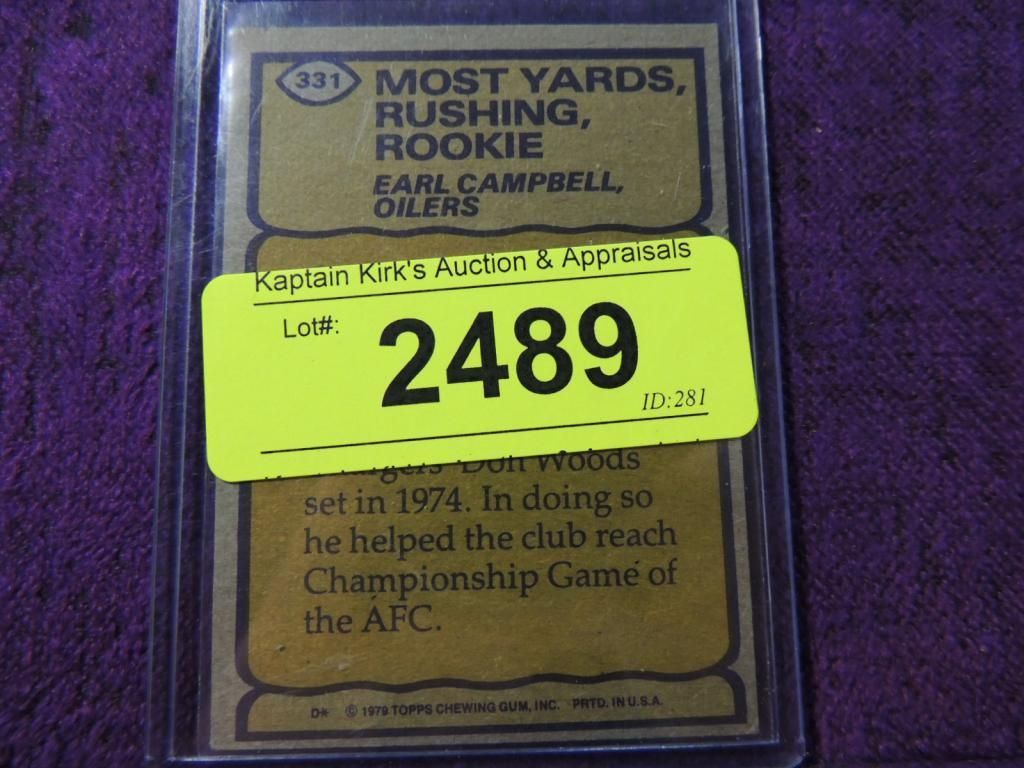 331
MOST YARDS,
RUSHING,
ROOKIE
EARL CAMPBELL,
OILERS
Kaptain Kirk's Auction & Appraisals
Lot#: 2489
ID:281
Don Woods
set in 1974. In doing so
he helped the club reach
Championship Game of
the AFC.
D* © 1979 TOPPS CHEWING GUM, INC. PRTD. IN U.S.A.